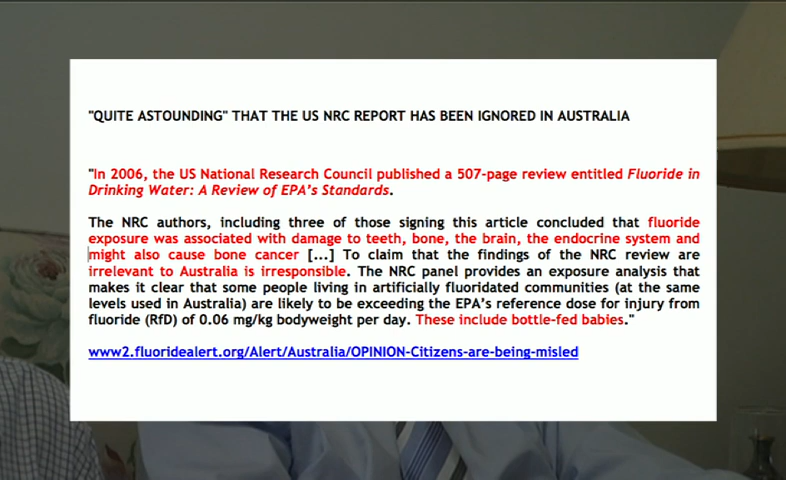 "QUITE ASTOUNDING" THAT THE US NRC REPORT HAS BEEN IGNORED IN AUSTRALIA
"In 2006, the US National Research Council published a 507-page review entitled Fluoride in
Drinking Water: A Review of EPA's Standards.
The NRC authors, including three of those signing this article concluded that fluoride
exposure was associated with damage to teeth, bone, the brain, the endocrine system and
might also cause bone cancer [...] To claim that the findings of the NRC review are
irrelevant to Australia is irresponsible. The NRC panel provides an exposure analysis that
makes it clear that some people living in artificially fluoridated communities (at the same
levels used in Australia) are likely to be exceeding the EPA's reference dose for injury from
fluoride (RfD) of 0.06 mg/kg bodyweight per day. These include bottle-fed babies."
www2.fluoridealert.org/Alert/Australia/OPINION-Citizens-are-being-misled